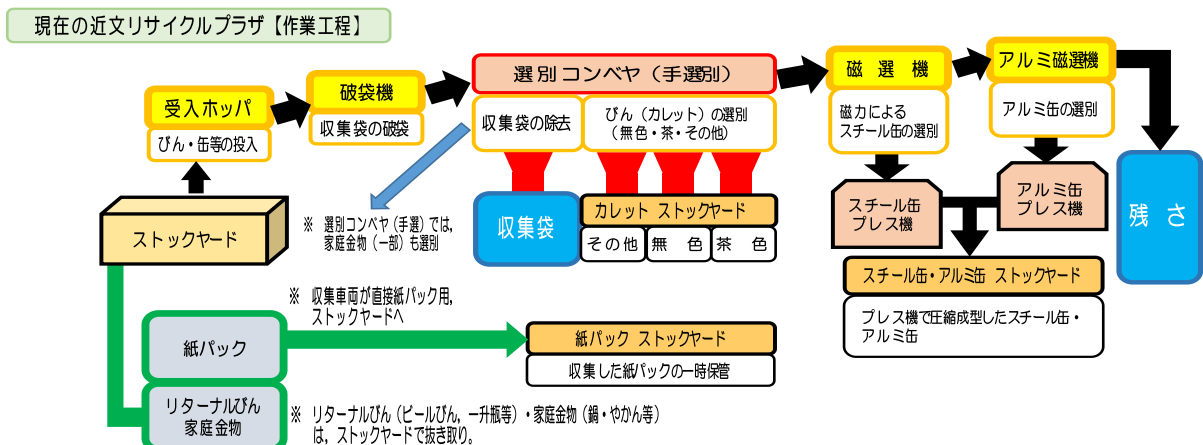 現在の近文リサイクルプラザ【作業工程】
受入ホッパ
びん・缶等の投入
破袋機
収集袋の破袋
選別コンベヤ（手選別）
収集袋の除去
びん（カレット）の選別
（無色・茶・その他）
磁選機
磁力による
スチール缶の選別
アルミ磁選機
アルミ缶の選別
ストックヤード
※ 選別コンベヤ（手選）では，
家庭金物（一部）も選別
収集袋
カレット ストックヤード
その他
無色
茶色
スチール缶
プレス機
アルミ缶
プレス機
残さ
スチール缶・アルミ缶 ストックヤード
プレス機で圧縮成型したスチール缶・
アルミ缶
※ 収集車両が直接紙パック用，
ストックヤードへ
紙パック
紙パック ストックヤード
収集した紙パックの一時保管
リターナルびん
家庭金物
※ リターナルびん（ビールびん，一升瓶等）・家庭金物（鍋・やかん等）
は，ストックヤードで抜き取り。